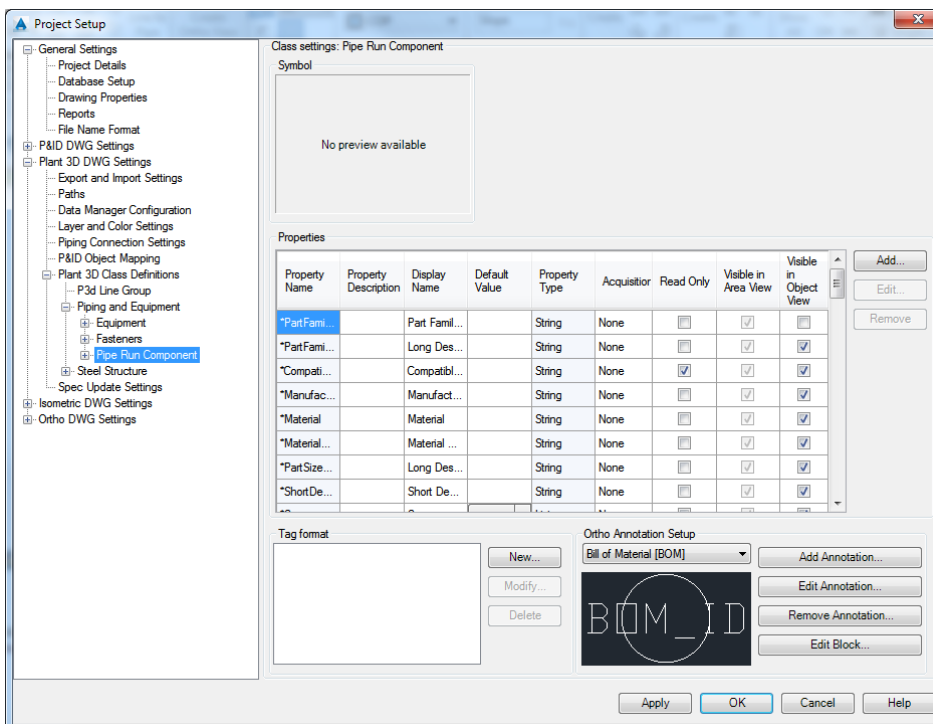 Project Setup
General Settings
Project Details
Database Setup
Drawing Properties
Reports
File Name Format
P&ID DWG Settings
Plant 3D DWG Settings
Export and Import Settings
Paths
Data Manager Configuration
Layer and Color Settings
Piping Connection Settings
P&ID Object Mapping
Plant 3D Class Definitions
P3d Line Group
Piping and Equipment
Equipment
Fasteners
Pipe Run Component
Steel Structure
Spec Update Settings
Isometric DWG Settings
Ortho DWG Settings
Class settings: Pipe Run Component
Symbol
No preview available
Properties
Property Name Property Description Display Name Default Value Property Type Acquisition Read Only Visible in Area View Visible in Object View
*PartFami... Part Famil... String None
*PartFami... Long Des... String None
*Compati... Compatibl... String None
*Manufac... Manufact... String None
*Material Material String None
*Material... Material ... String None
*PartSize... Long Des... String None
*ShortDe... Short De... String None
Add...
Edit...
Remove
Tag format
New...
Modify...
Delete
Ortho Annotation Setup
Bill of Material [BOM]
BOM_ID
Add Annotation...
Edit Annotation...
Remove Annotation...
Edit Block...
Apply OK Cancel Help